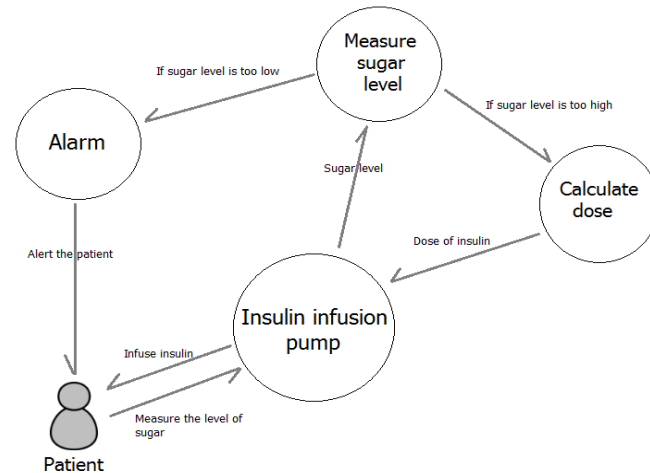 Measure
sugar
level
If sugar level is too low
If sugar level is too high
Alarm
Sugar level
Calculate
dose
Dose of insulin
Alert the patient
Insulin infusion
pump
Infuse insulin
Measure the level of
sugar
Patient